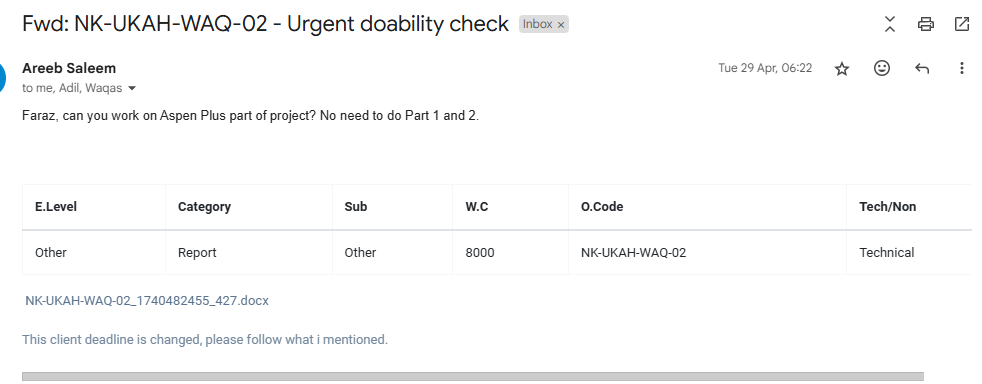 Fwd: NK-UKAH-WAQ-02 - Urgent doability check Inbox ×
Areeb Saleem Tue 29 Apr, 06:22
to me, Adil, Waqas
Faraz, can you work on Aspen Plus part of project? No need to do Part 1 and 2.
E.Level Category Sub W.C O.Code Tech/Non
Other Report Other 8000 NK-UKAH-WAQ-02 Technical
NK-UKAH-WAQ-02_1740482455_427.docx
This client deadline is changed, please follow what i mentioned.